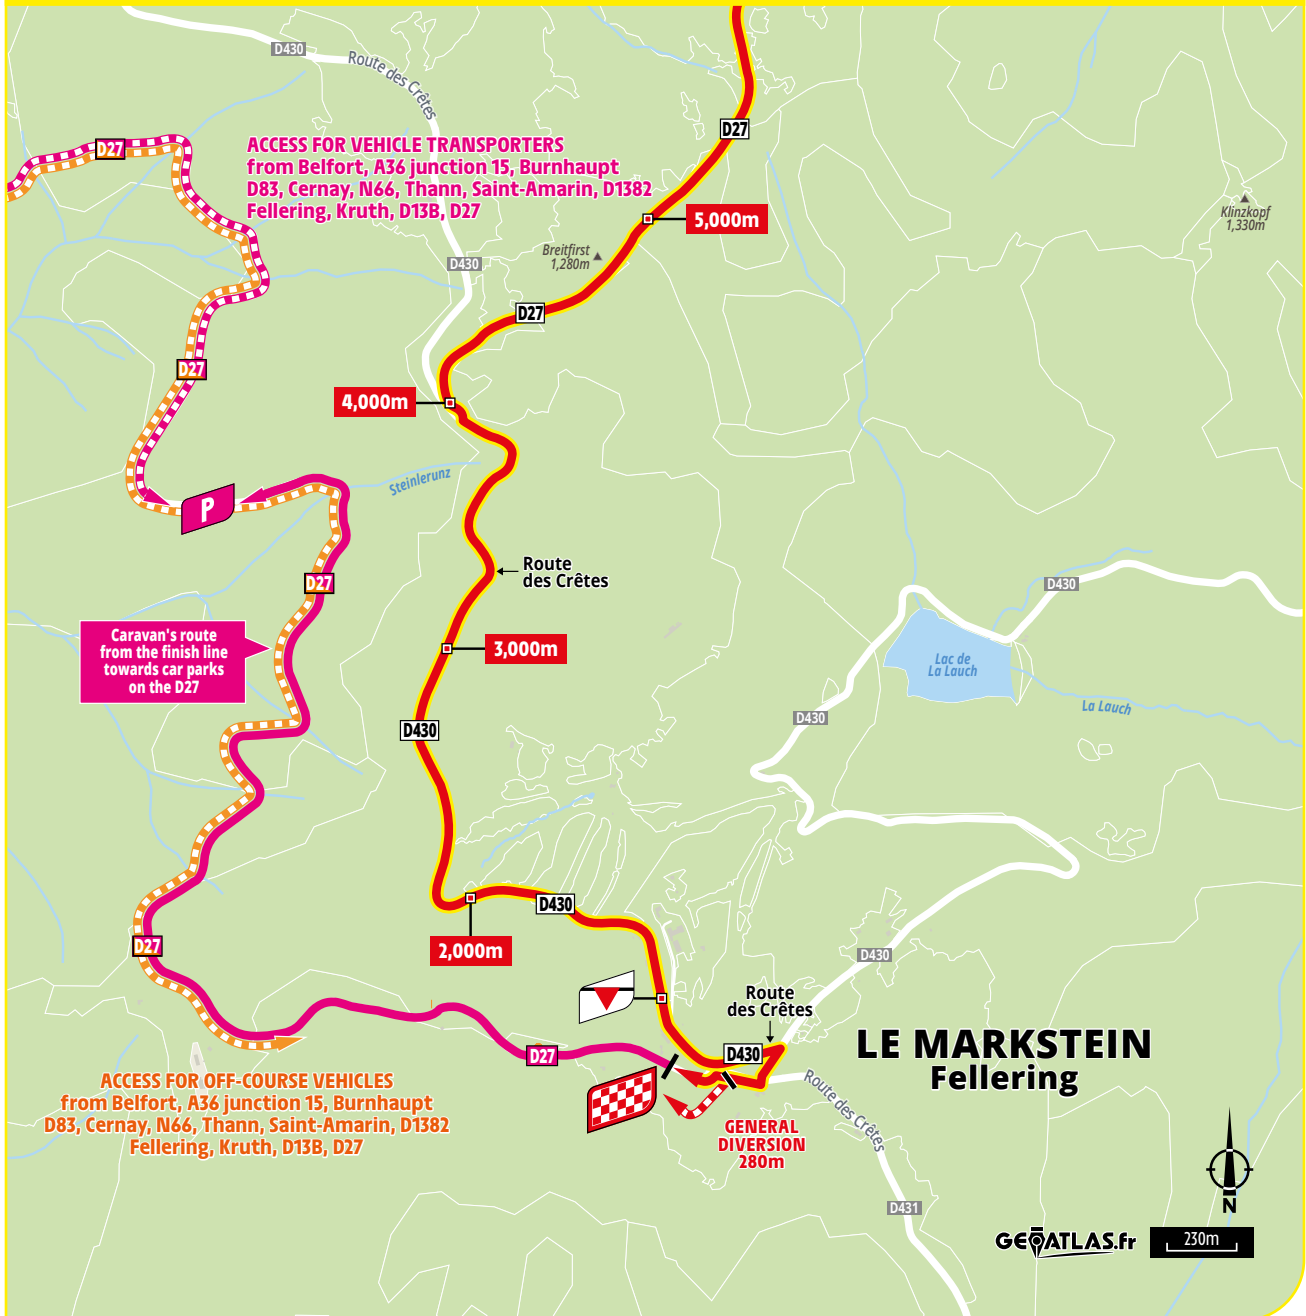 D430
Route des Crêtes
D27
D27
ACCESS FOR VEHICLE TRANSPORTERS
from Belfort, A36 junction 15, Burnhaupt
D83, Cernay, N66, Thann, Saint-Amarin, D1382
Fellering, Kruth, D13B, D27
5,000m
Klinzkopf
1,330m
Breitfirst
1,280m
D430
D27
D27
4,000m
Steinlerunz
P
Route
des Crêtes
D27
D430
Caravan's route
from the finish line
towards car parks
on the D27
3,000m
Lac de
La Lauch
La Lauch
D430
D430
D430
2,000m
D27
D430
Route
des Crêtes
D430
D27
LE MARKSTEIN
Fellering
ACCESS FOR OFF-COURSE VEHICLES
from Belfort, A36 junction 15, Burnhaupt
D83, Cernay, N66, Thann, Saint-Amarin, D1382
Fellering, Kruth, D13B, D27
Route des Crêtes
GENERAL
DIVERSION
280m
D431
N
GEOATLAS.fr
230m